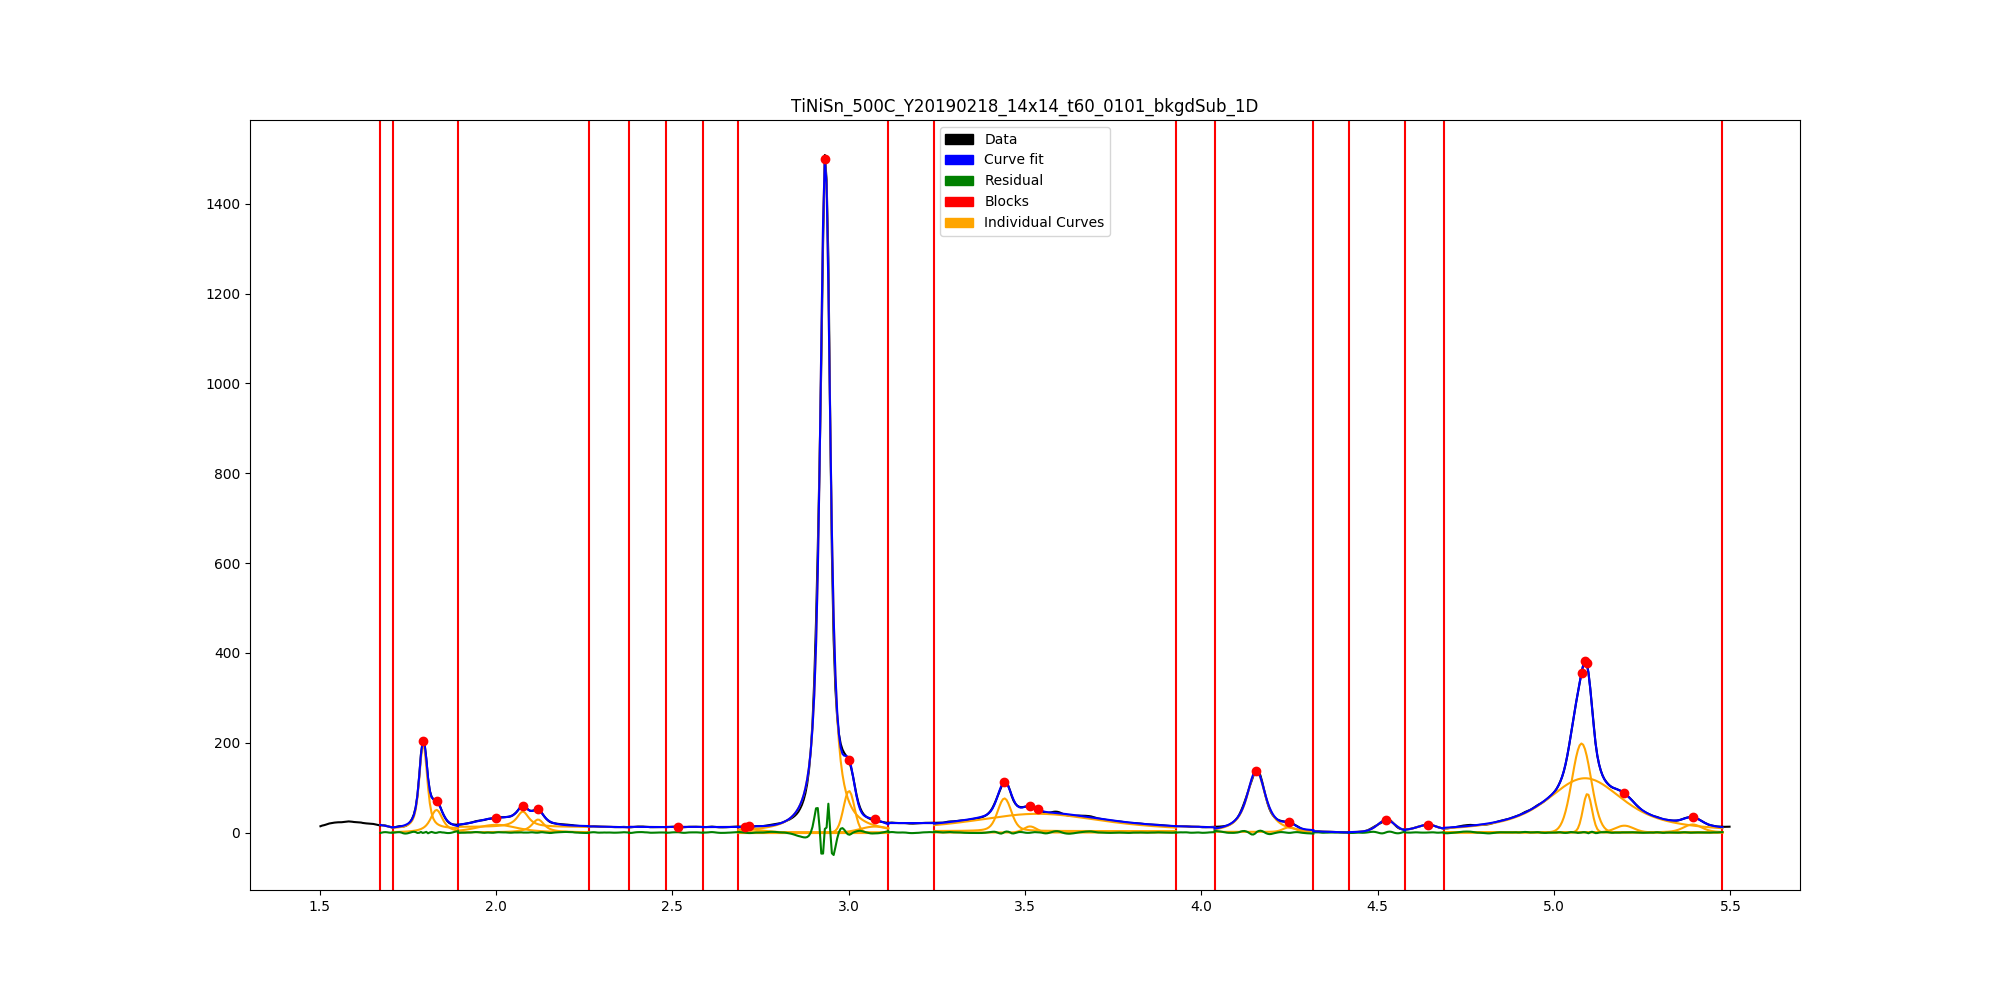 TiNiSn_500C_Y20190218_14x14_t60_0101_bkgdSub_1D
Data
Curve fit
Residual
Blocks
Individual Curves
1400
1200
1000
800
600
400
200
0
1.5 2.0 2.5 3.0 3.5 4.0 4.5 5.0 5.5